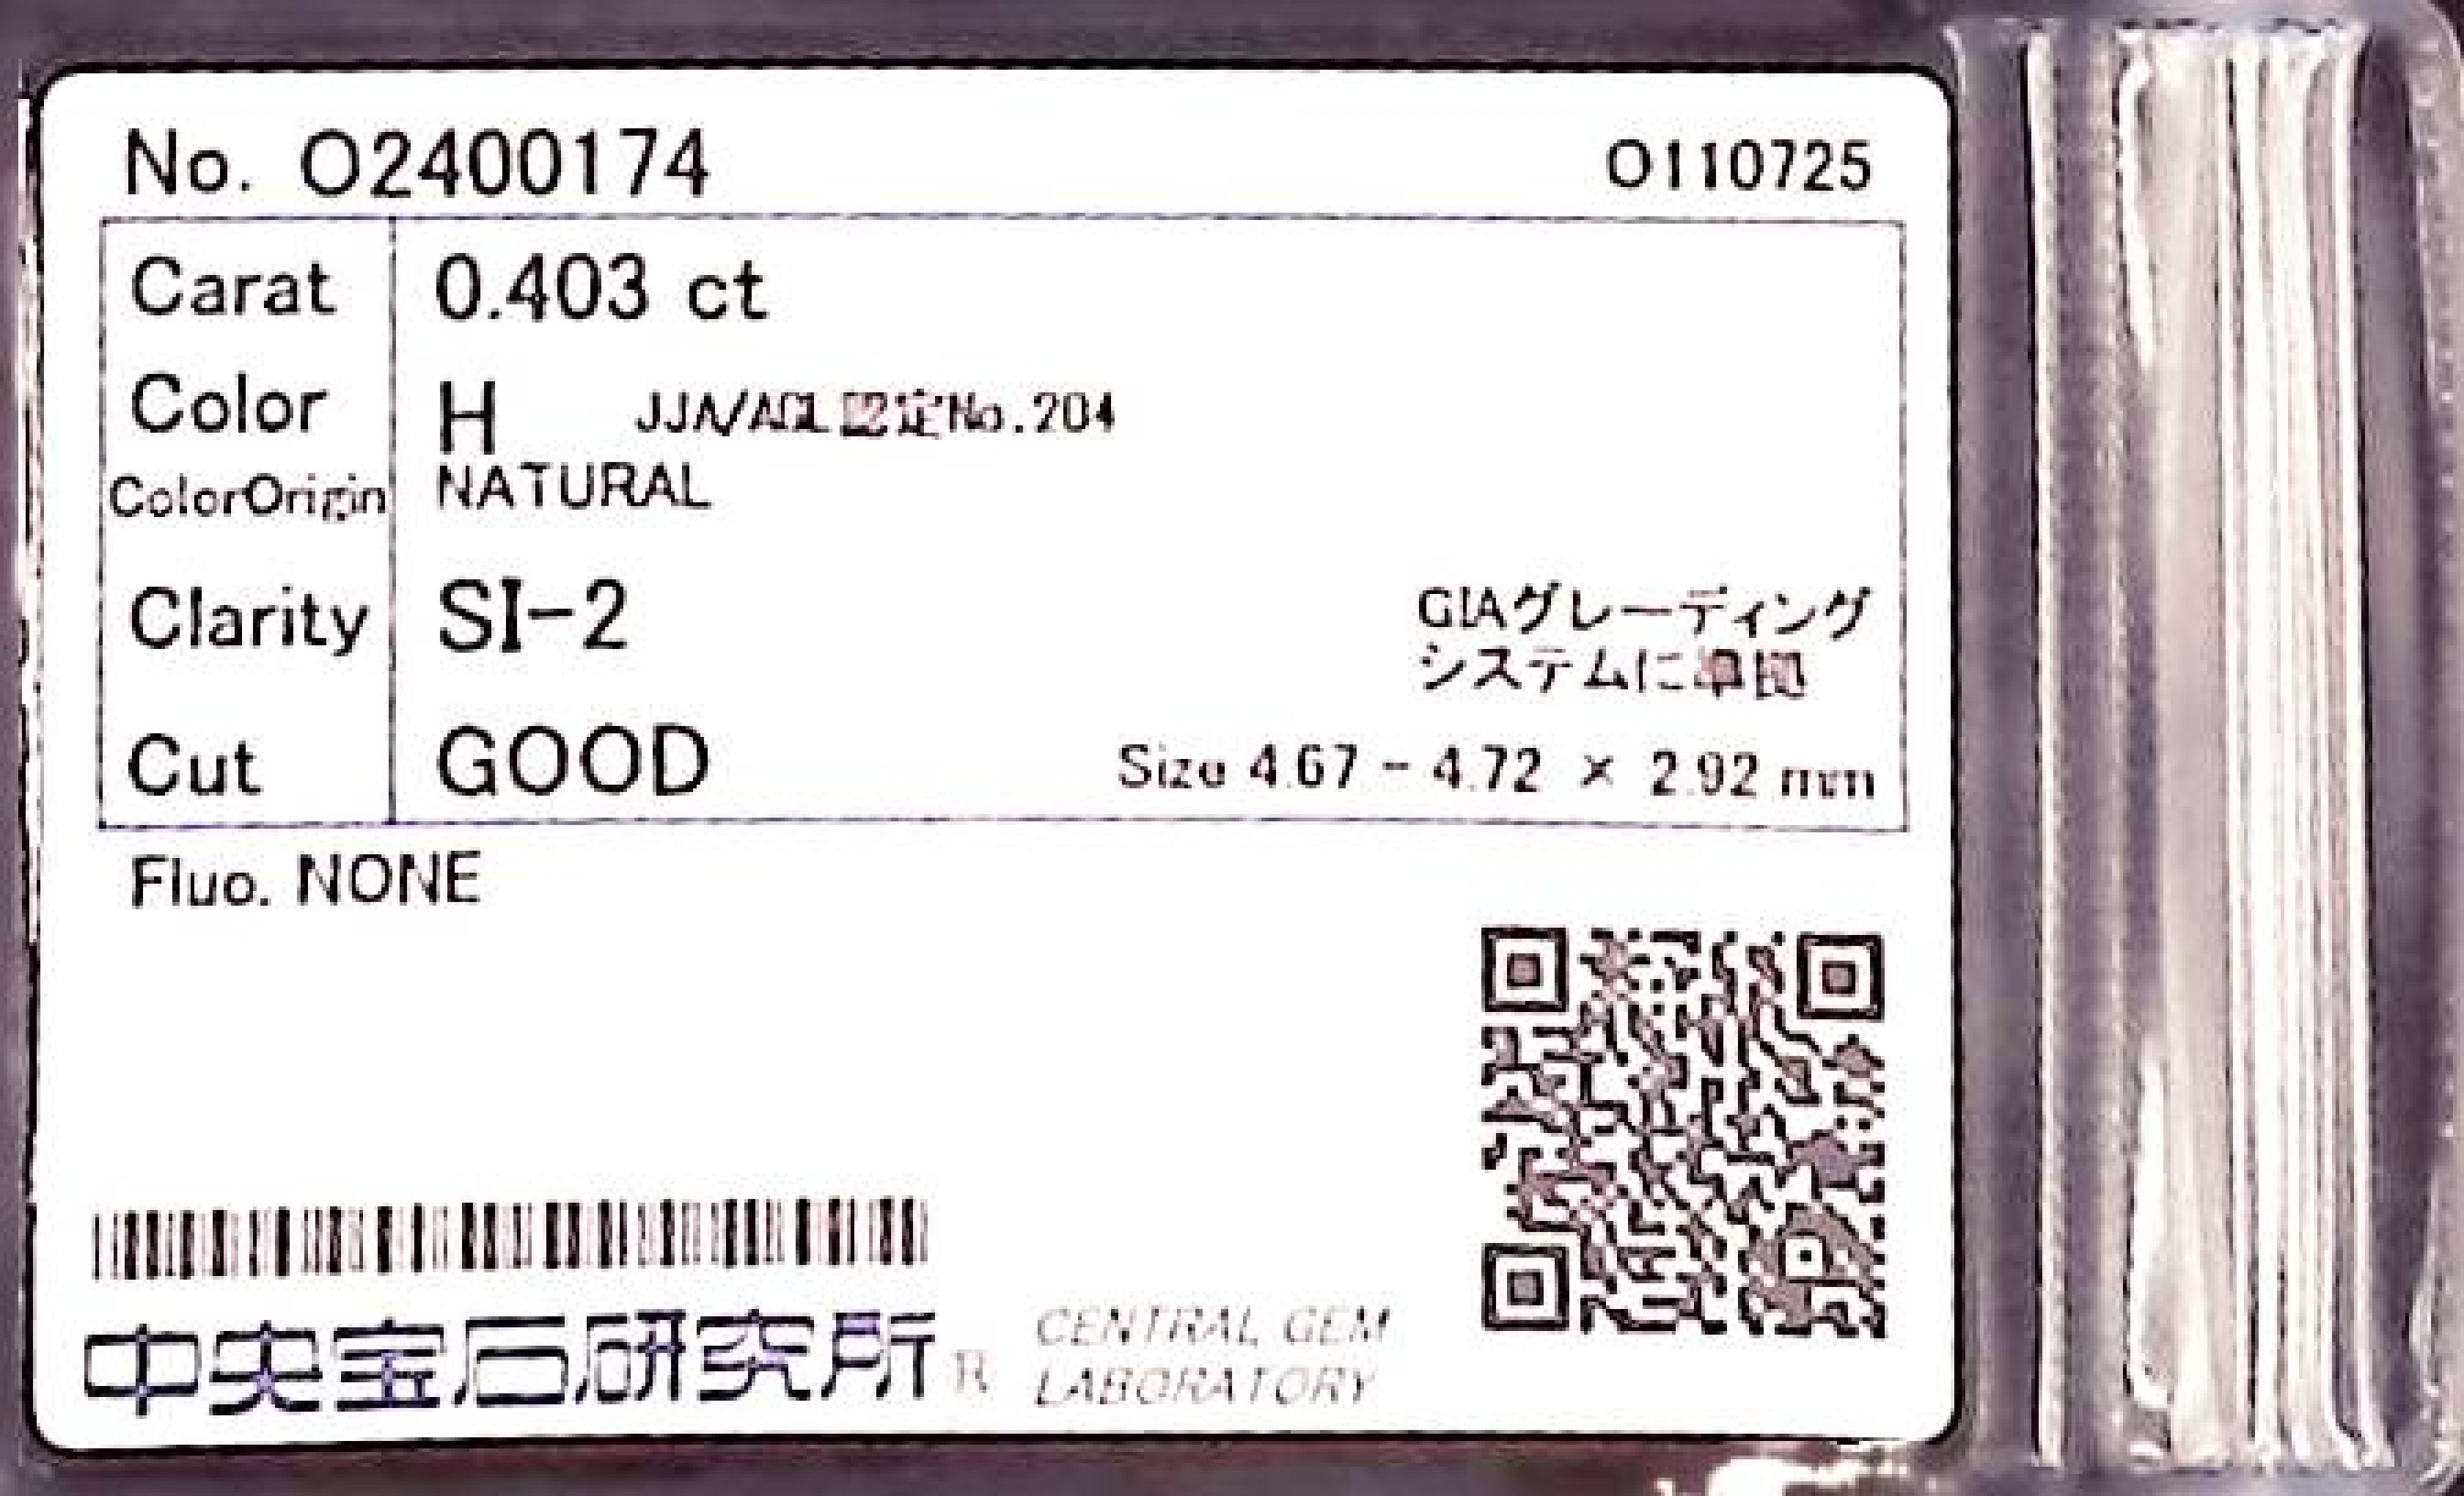 No. O2400174 O110725
Carat 0.403 ct
Color H JJA/AGL認定No.204
ColorOrigin NATURAL
Clarity SI-2
GIAグレーディング
システムに準拠
Cut GOOD Size 4.67 - 4.72 × 2.92 mm
Fluo. NONE
中央宝石研究所 R CENTRAL GEM
LABORATORY